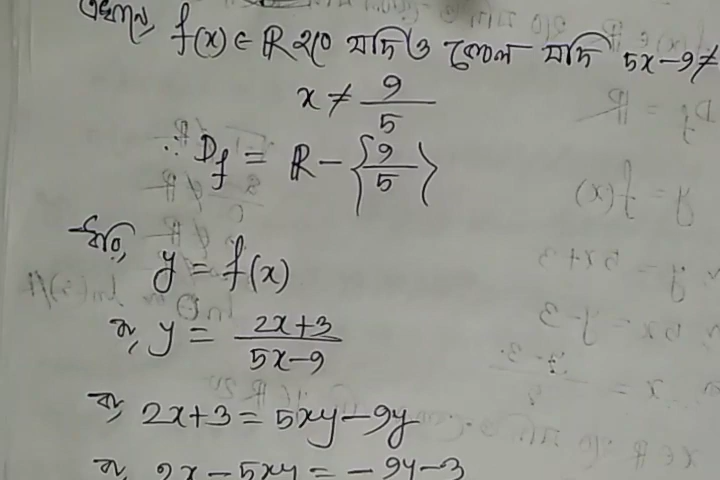 এখানে, f(x) ∈ ℝ হবে যদি ও কেবল যদি 5x-9≠
x ≠ 9/5
∴ D_f = ℝ - {9/5}
ধরি,
y = f(x)
বা, y = (2x+3)/(5x-9)
বা, 2x+3 = 5xy-9y
বা, 2x-5xy = -9y-3